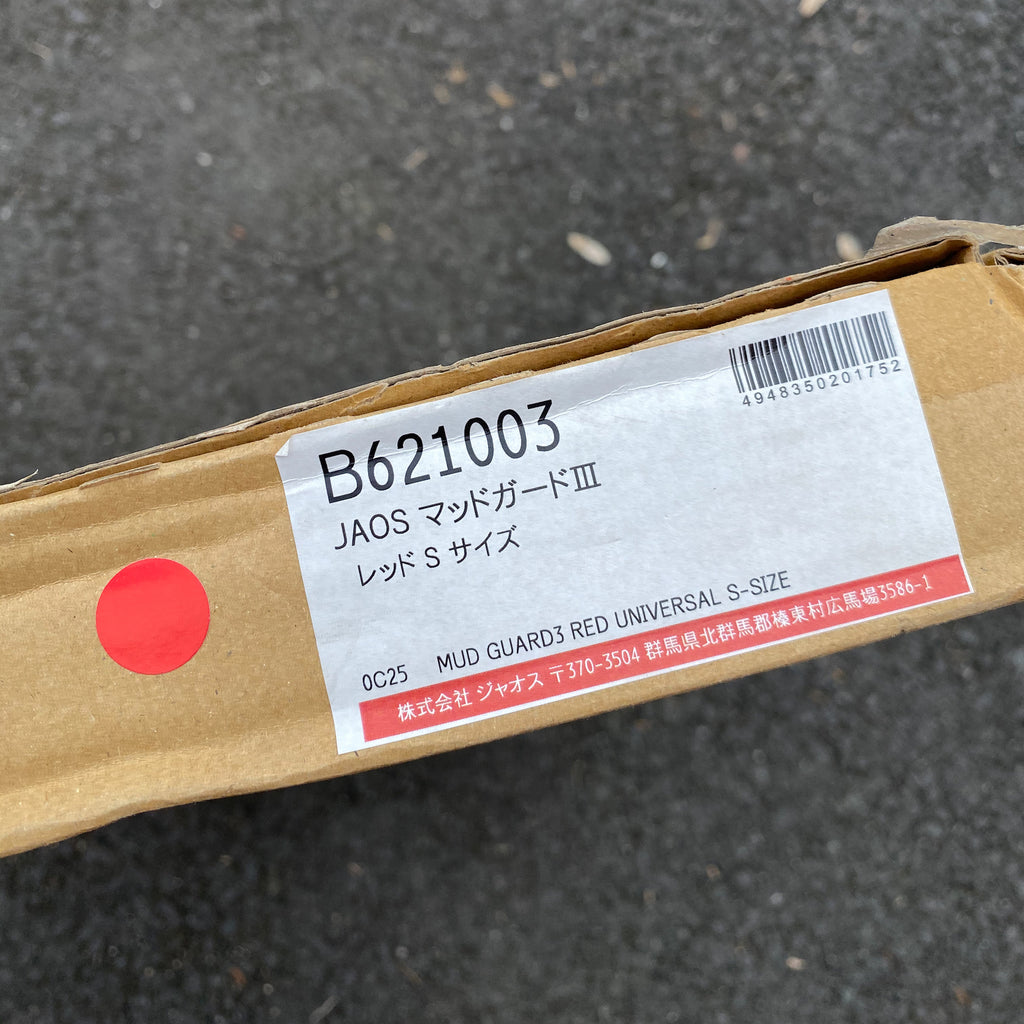 4948350201752
B621003
JAOS マッドガードⅢ
レッド S サイズ
0C25 MUD GUARD3 RED UNIVERSAL S-SIZE
株式会社 ジャオス 〒370-3504 群馬県北群馬郡榛東村広馬場3586-1